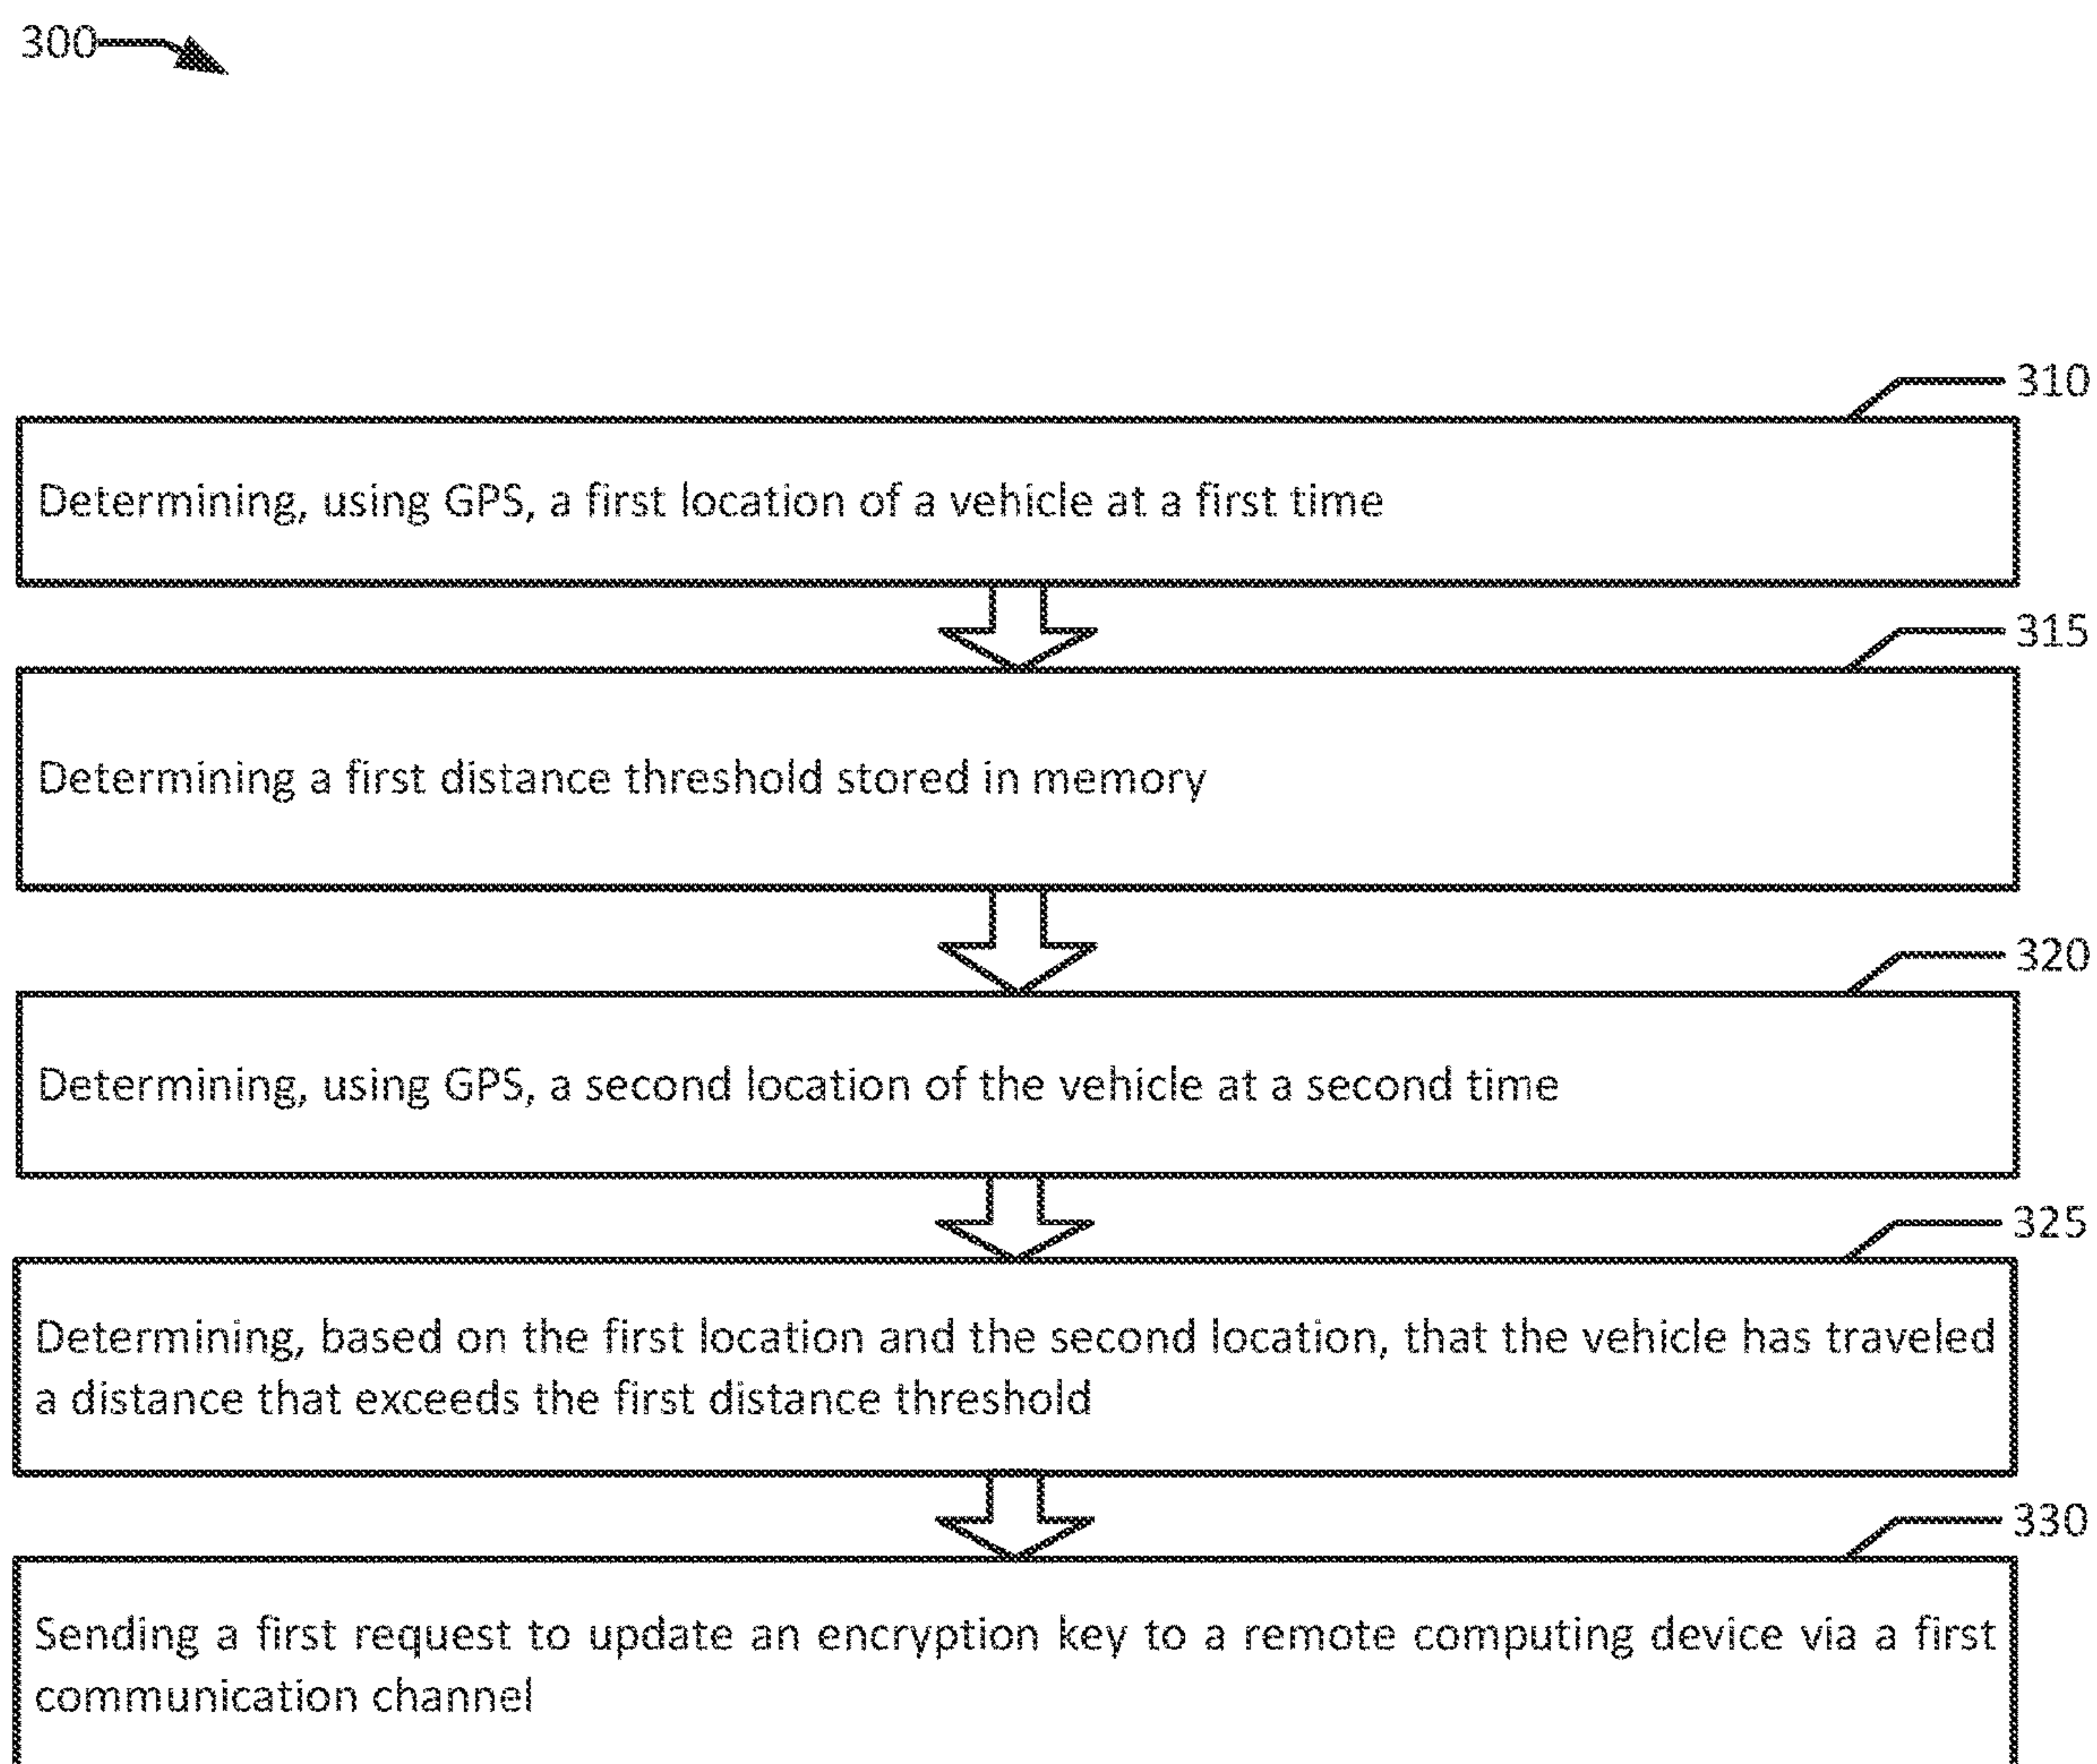 300
310
Determining, using GPS, a first location of a vehicle at a first time
315
Determining a first distance threshold stored in memory
320
Determining, using GPS, a second location of the vehicle at a second time
325
Determining, based on the first location and the second location, that the vehicle has traveled
a distance that exceeds the first distance threshold
330
Sending a first request to update an encryption key to a remote computing device via a first
communication channel